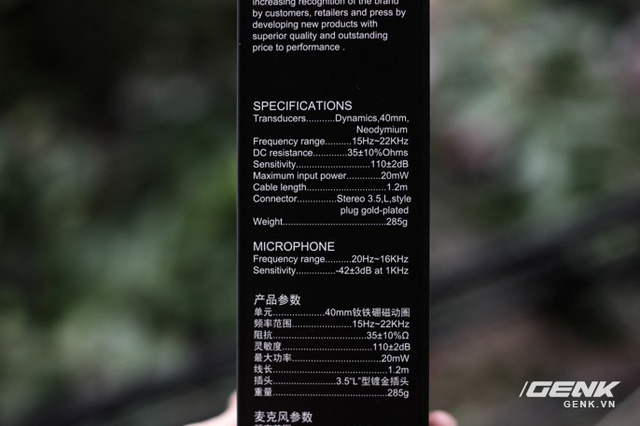 increasing recognition of the brand
by customers, retailers and press by
developing new products with
superior quality and outstanding
price to performance .
SPECIFICATIONS
Transducers...........Dynamics,40mm,
Neodymium
Frequency range..........15Hz~22KHz
DC resistance.............35±10%Ohms
Sensitivity..............................110±2dB
Maximum input power.............20mW
Cable length...............................1.2m
Connector...............Stereo 3.5,L,style
plug gold-plated
Weight........................................285g
MICROPHONE
Frequency range..........20Hz~16KHz
Sensitivity...............-42±3dB at 1KHz
产品参数
单元....................40mm钕铁硼磁动圈
频率范围.......................15Hz~22KHz
阻抗......................................35±10%Ω
灵敏度..................................110±2dB
最大功率..................................20mW
线长...........................................1.2m
插头....................3.5“L”型镀金插头
重量...........................................285g
麦克风参数
GENK
GENK.VN